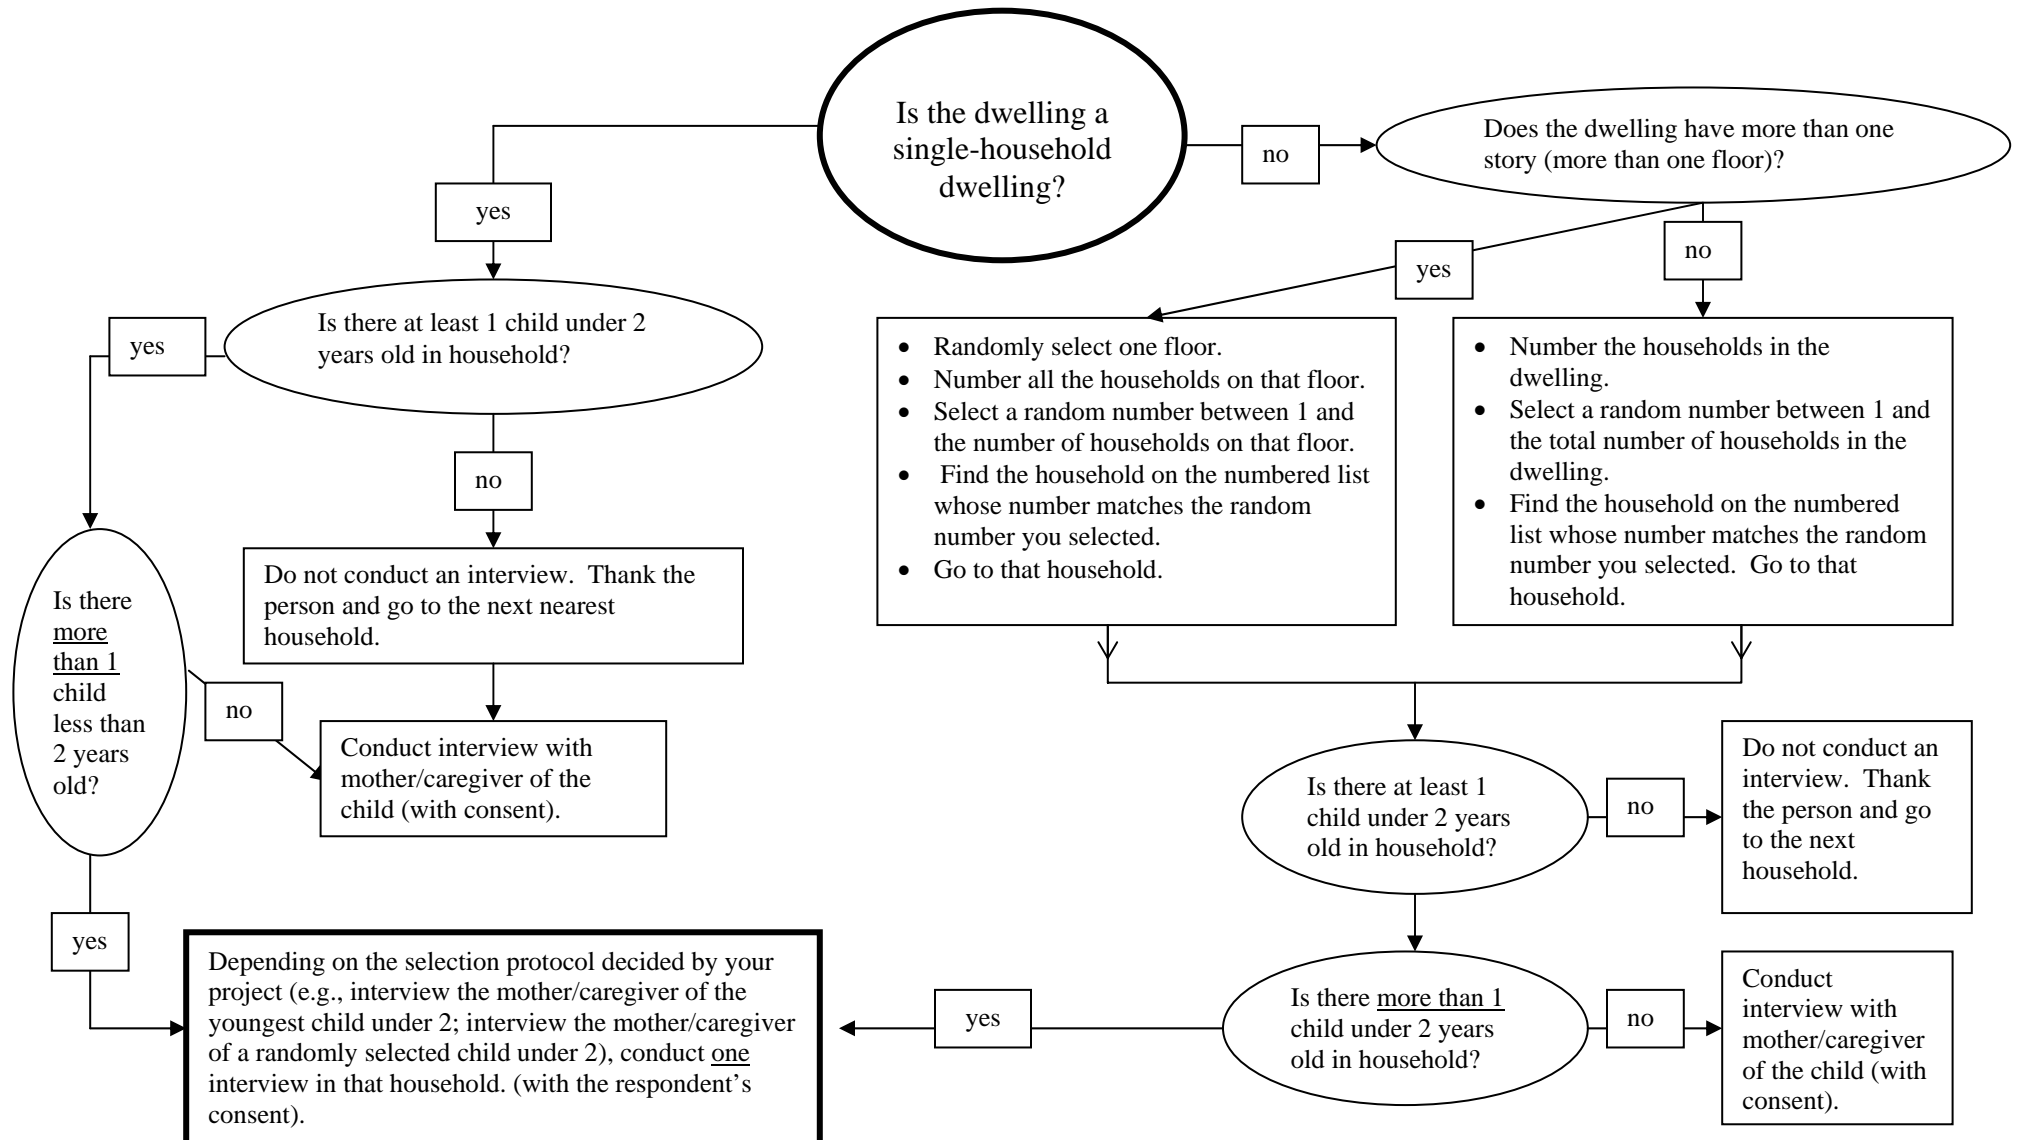 Is the dwelling a
single-household
dwelling?
no
Does the dwelling have more than one
story (more than one floor)?
yes
no
yes
Is there at least 1 child under 2
years old in household?
yes
no
Do not conduct an interview.  Thank the
person and go to the next nearest
household.
Is there
more
than 1
child
less than
2 years
old?
no
Conduct interview with
mother/caregiver of the
child (with consent).
yes
• Randomly select one floor.
• Number all the households on that floor.
• Select a random number between 1 and
the number of households on that floor.
• Find the household on the numbered list
whose number matches the random
number you selected.
• Go to that household.
• Number the households in the
dwelling.
• Select a random number between 1 and
the total number of households in the
dwelling.
• Find the household on the numbered
list whose number matches the random
number you selected.  Go to that
household.
Is there at least 1
child under 2 years
old in household?
no
Do not conduct an
interview.  Thank
the person and go
to the next
household.
Is there more than 1
child under 2 years
old in household?
no
Conduct
interview with
mother/caregiver
of the child (with
consent).
yes
Depending on the selection protocol decided by your
project (e.g., interview the mother/caregiver of the
youngest child under 2; interview the mother/caregiver
of a randomly selected child under 2), conduct one
interview in that household. (with the respondent’s
consent).